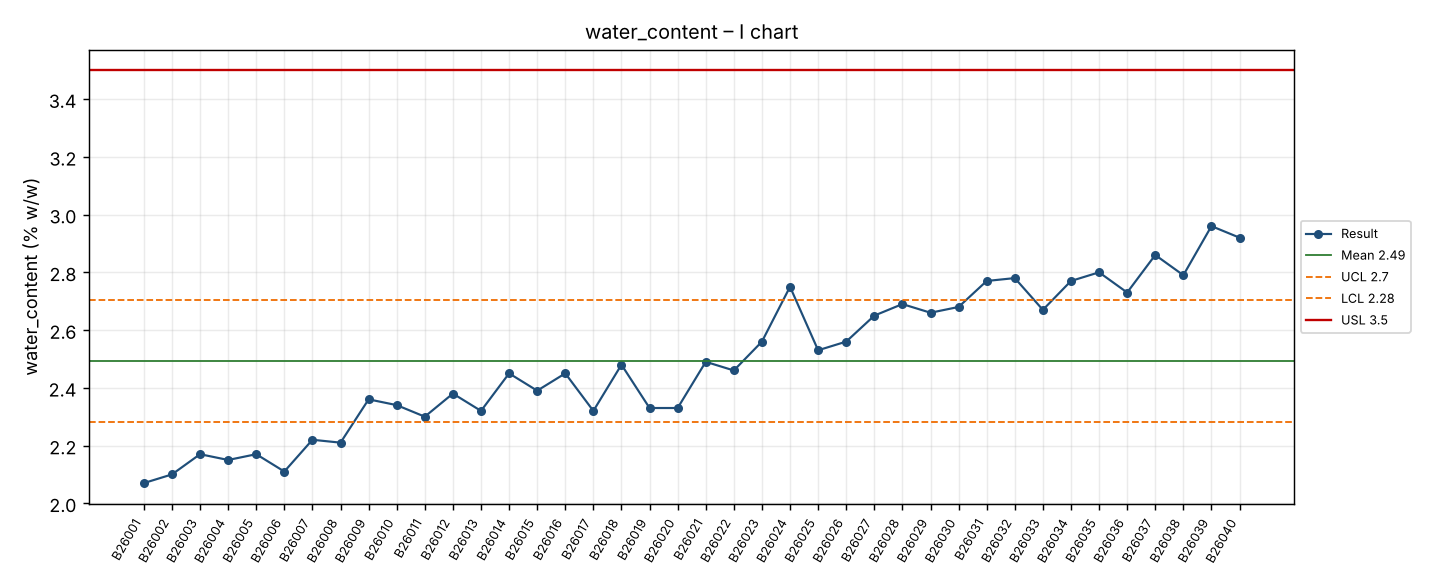 water_content – I chart
water_content (% w/w)
3.4
3.2
3.0
2.8
2.6
2.4
2.2
2.0
B26001
B26002
B26003
B26004
B26005
B26006
B26007
B26008
B26009
B26010
B26011
B26012
B26013
B26014
B26015
B26016
B26017
B26018
B26019
B26020
B26021
B26022
B26023
B26024
B26025
B26026
B26027
B26028
B26029
B26030
B26031
B26032
B26033
B26034
B26035
B26036
B26037
B26038
B26039
B26040
Result
Mean 2.49
UCL 2.7
LCL 2.28
USL 3.5